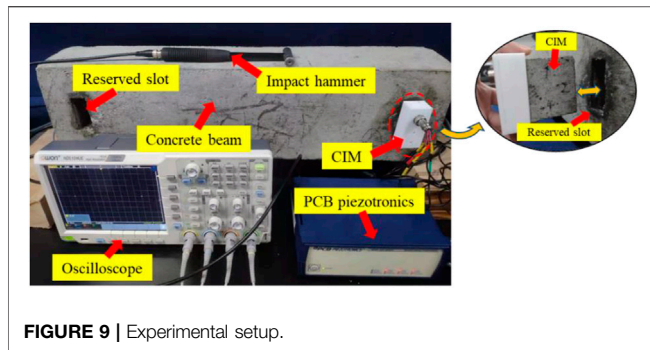 CIM
Reserved slot
Reserved slot
Impact hammer
Concrete beam
CIM
PCB piezotronics
Oscilloscope
FIGURE 9 | Experimental setup.